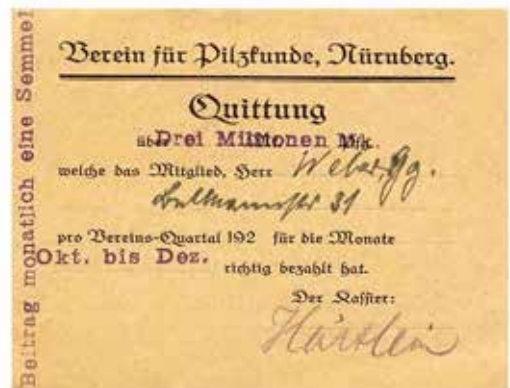 Beitrag monatlich eine Semmel
Verein für Pilzkunde, Nürnberg.
Quittung
über Drei Millionen Mk. Pfg.
welche das Mitglied, Herr Weber, Gg.
31
pro Vereins-Quartal 192 für die Monate
Okt. bis Dez. richtig bezahlt hat.
Der Kassier: